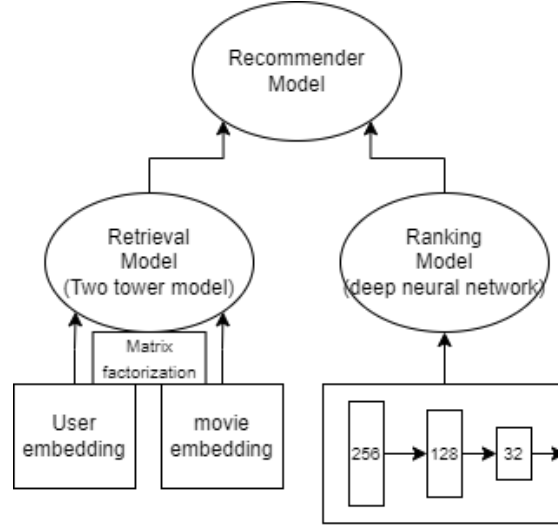 Recommender
Model
Retrieval
Model
(Two tower model)
Ranking
Model
(deep neural network)
Matrix
factorization
User
embedding
movie
embedding
256
128
32